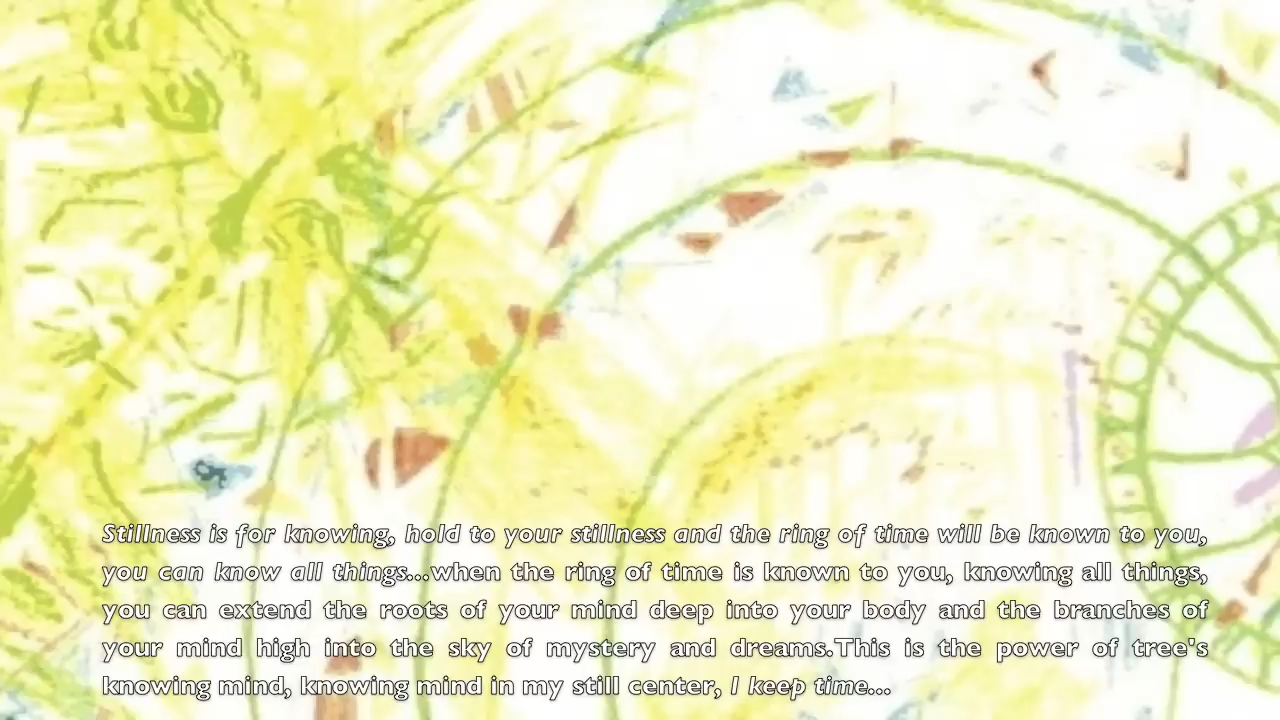 Stillness is for knowing, hold to your stillness and the ring of time will be known to you,
you can know all things...when the ring of time is known to you, knowing all things,
you can extend the roots of your mind deep into your body and the branches of
your mind high into the sky of mystery and dreams.This is the power of tree's
knowing mind, knowing mind in my still center, I keep time...